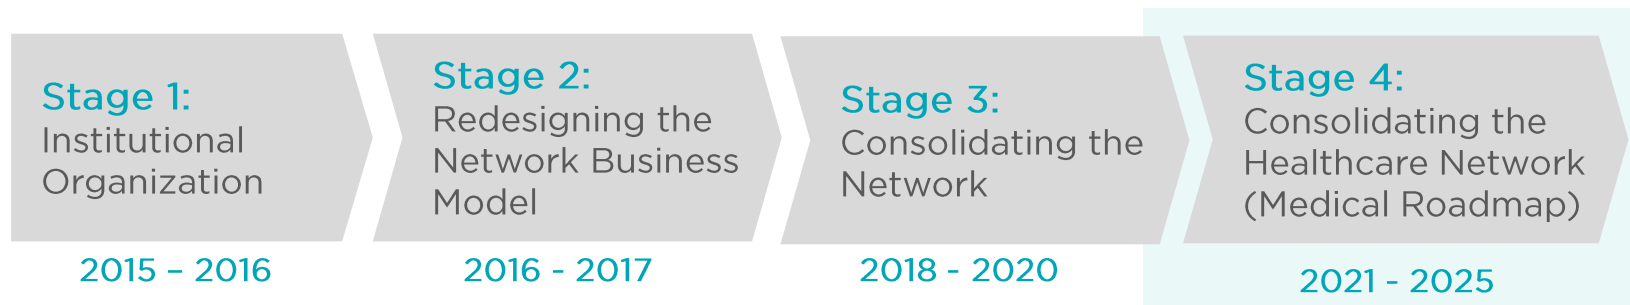 Stage 1:
Institutional
Organization
2015 – 2016
Stage 2:
Redesigning the
Network Business
Model
2016 - 2017
Stage 3:
Consolidating the
Network
2018 - 2020
Stage 4:
Consolidating the
Healthcare Network
(Medical Roadmap)
2021 - 2025